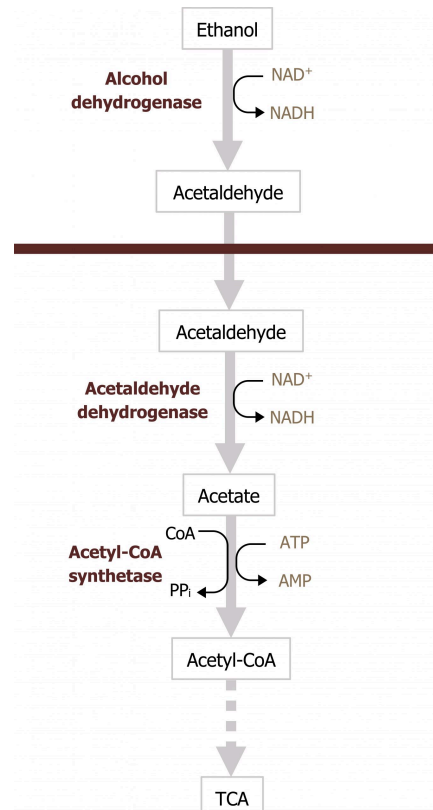 Ethanol
Alcohol
dehydrogenase
NAD⁺
NADH
Acetaldehyde
Acetaldehyde
Acetaldehyde
dehydrogenase
NAD⁺
NADH
Acetate
Acetyl-CoA
synthetase
CoA
PPᵢ
ATP
AMP
Acetyl-CoA
TCA